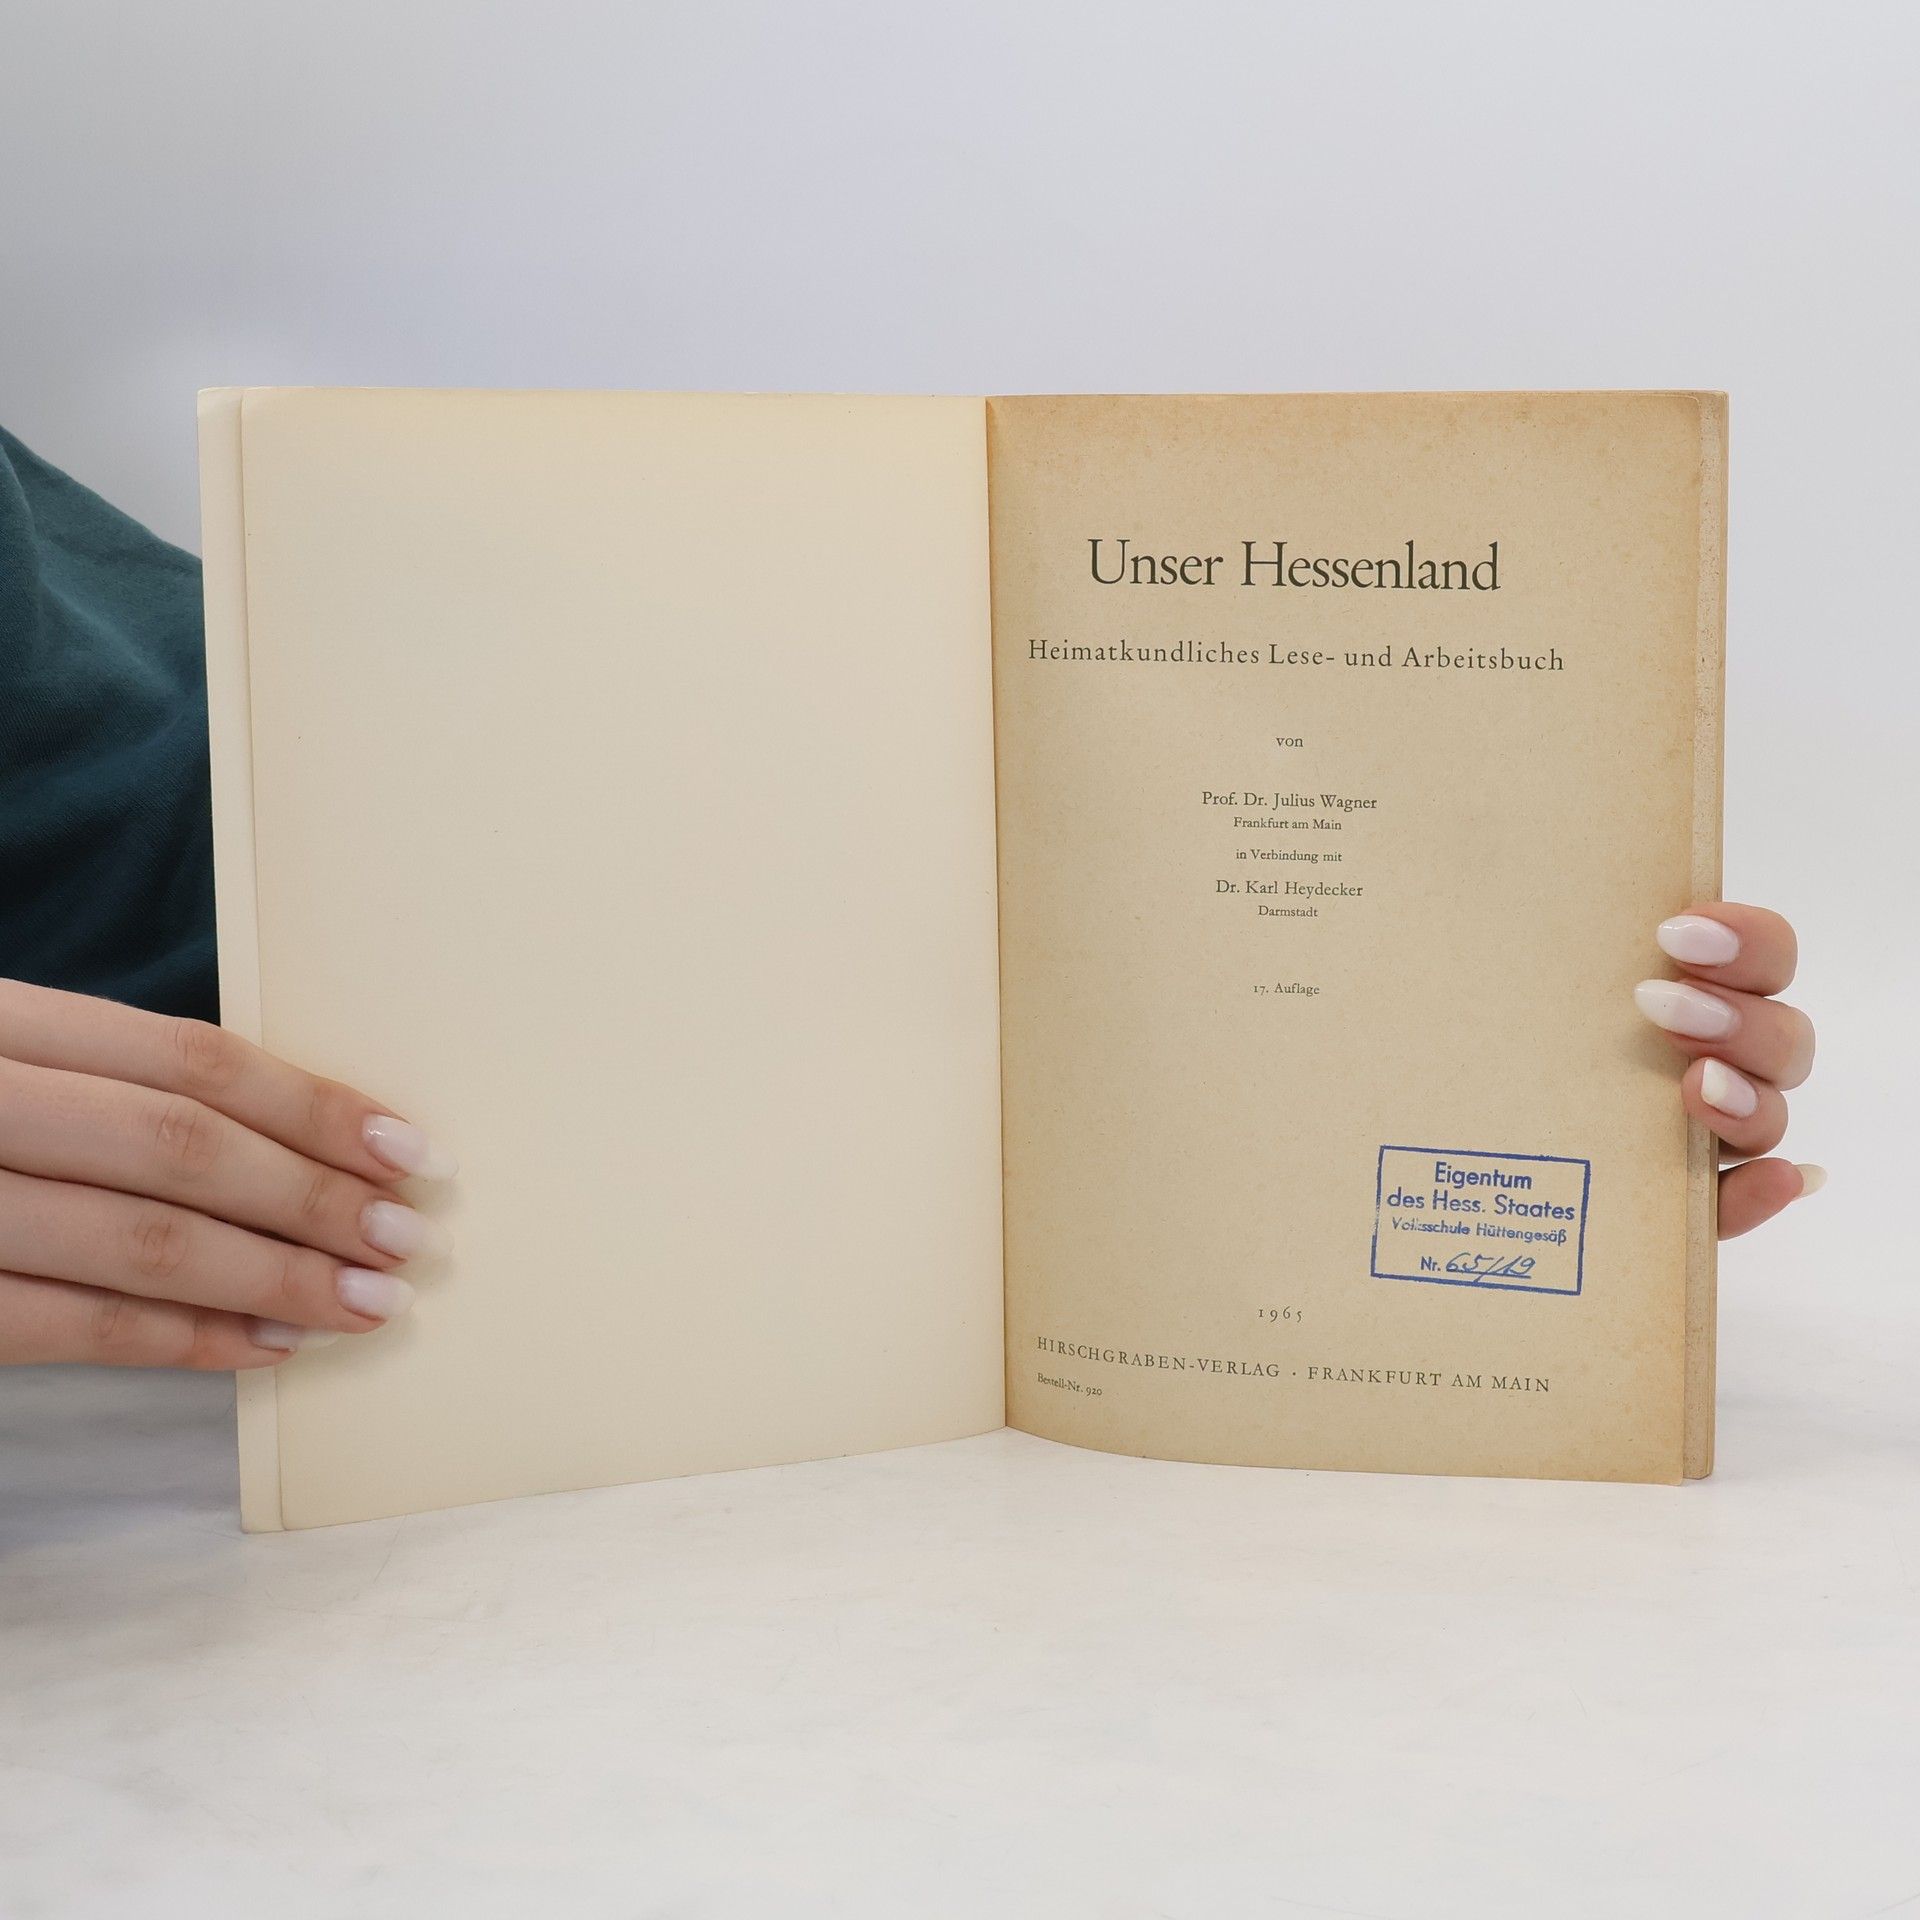 Unser Hessenland
Heimatkundliches Lese- und Arbeitsbuch
von
Prof. Dr. Julius Wagner
Frankfurt am Main
in Verbindung mit
Dr. Karl Heydecker
Darmstadt
17. Auflage
Eigentum
des Hess. Staates
Volksschule Hüttengesäß
Nr. 65/19
1965
HIRSCHGRABEN-VERLAG · FRANKFURT AM MAIN
Bestell-Nr. 920